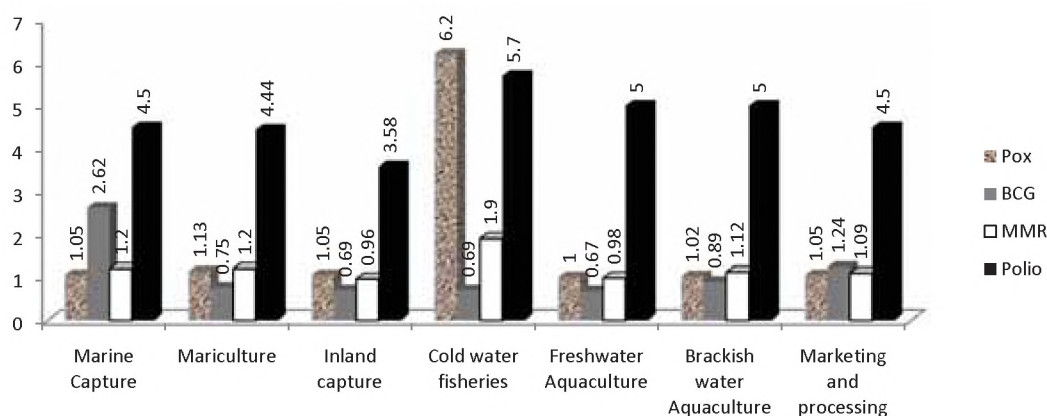 7
6
5
4
3
2
1
0
1.05
2.62
1.2
4.5
1.13
0.75
1.2
4.44
1.05
0.69
0.96
3.58
6.2
0.69
1.9
5.7
1
0.67
0.98
5
1.02
0.89
1.12
5
1.05
1.24
1.09
4.5
Marine
Capture
Mariculture
Inland
capture
Cold water
fisheries
Freshwater
Aquaculture
Brackish
water
Aquaculture
Marketing
and
processing
Pox
BCG
MMR
Polio